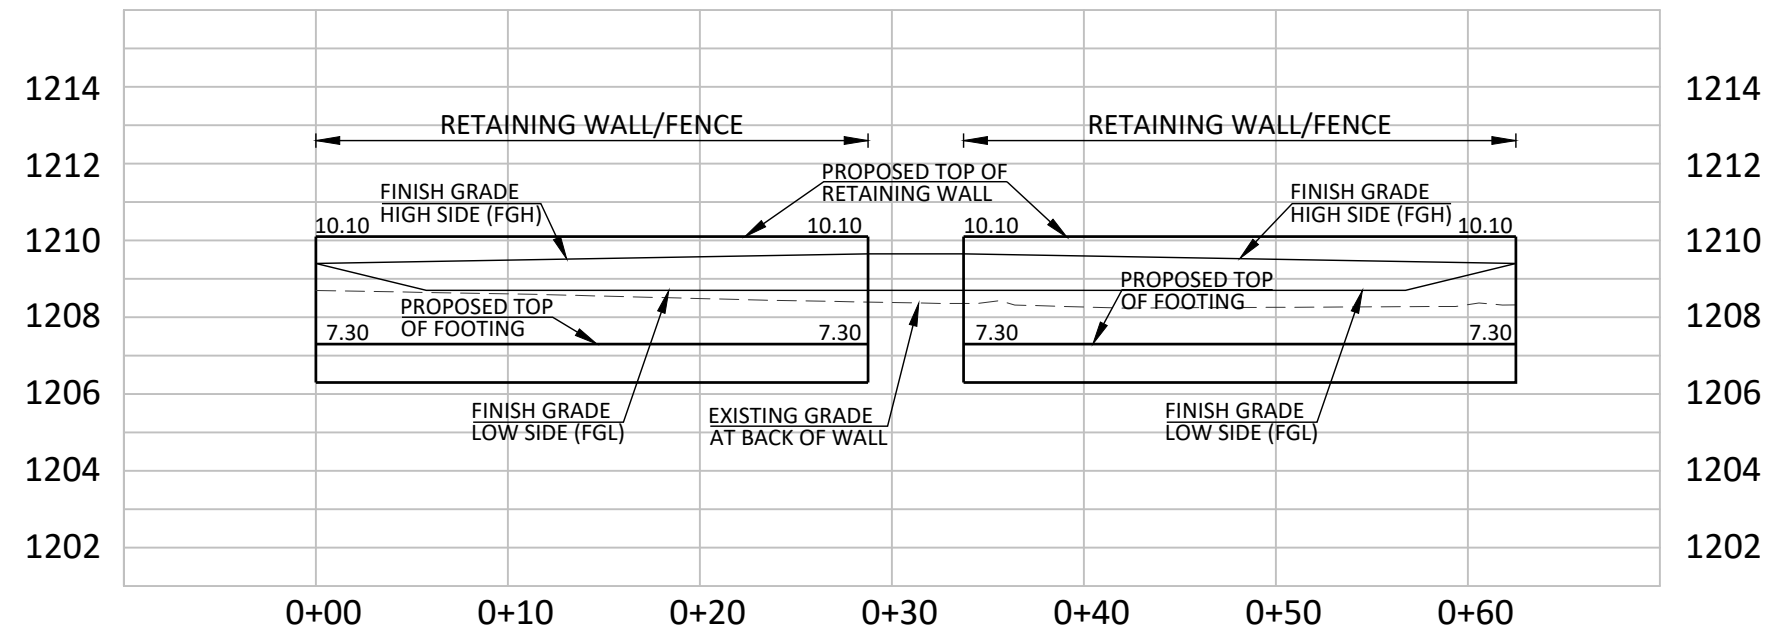 1214 1214
RETAINING WALL/FENCE RETAINING WALL/FENCE
1212 1212
PROPOSED TOP OF
RETAINING WALL
FINISH GRADE
HIGH SIDE (FGH)
FINISH GRADE
HIGH SIDE (FGH)
10.10 10.10 10.10 10.10
1210 1210
PROPOSED TOP
OF FOOTING
PROPOSED TOP
OF FOOTING
1208 1208
7.30 7.30 7.30 7.30
1206 1206
FINISH GRADE
LOW SIDE (FGL)
EXISTING GRADE
AT BACK OF WALL
FINISH GRADE
LOW SIDE (FGL)
1204 1204
1202 1202
0+00 0+10 0+20 0+30 0+40 0+50 0+60